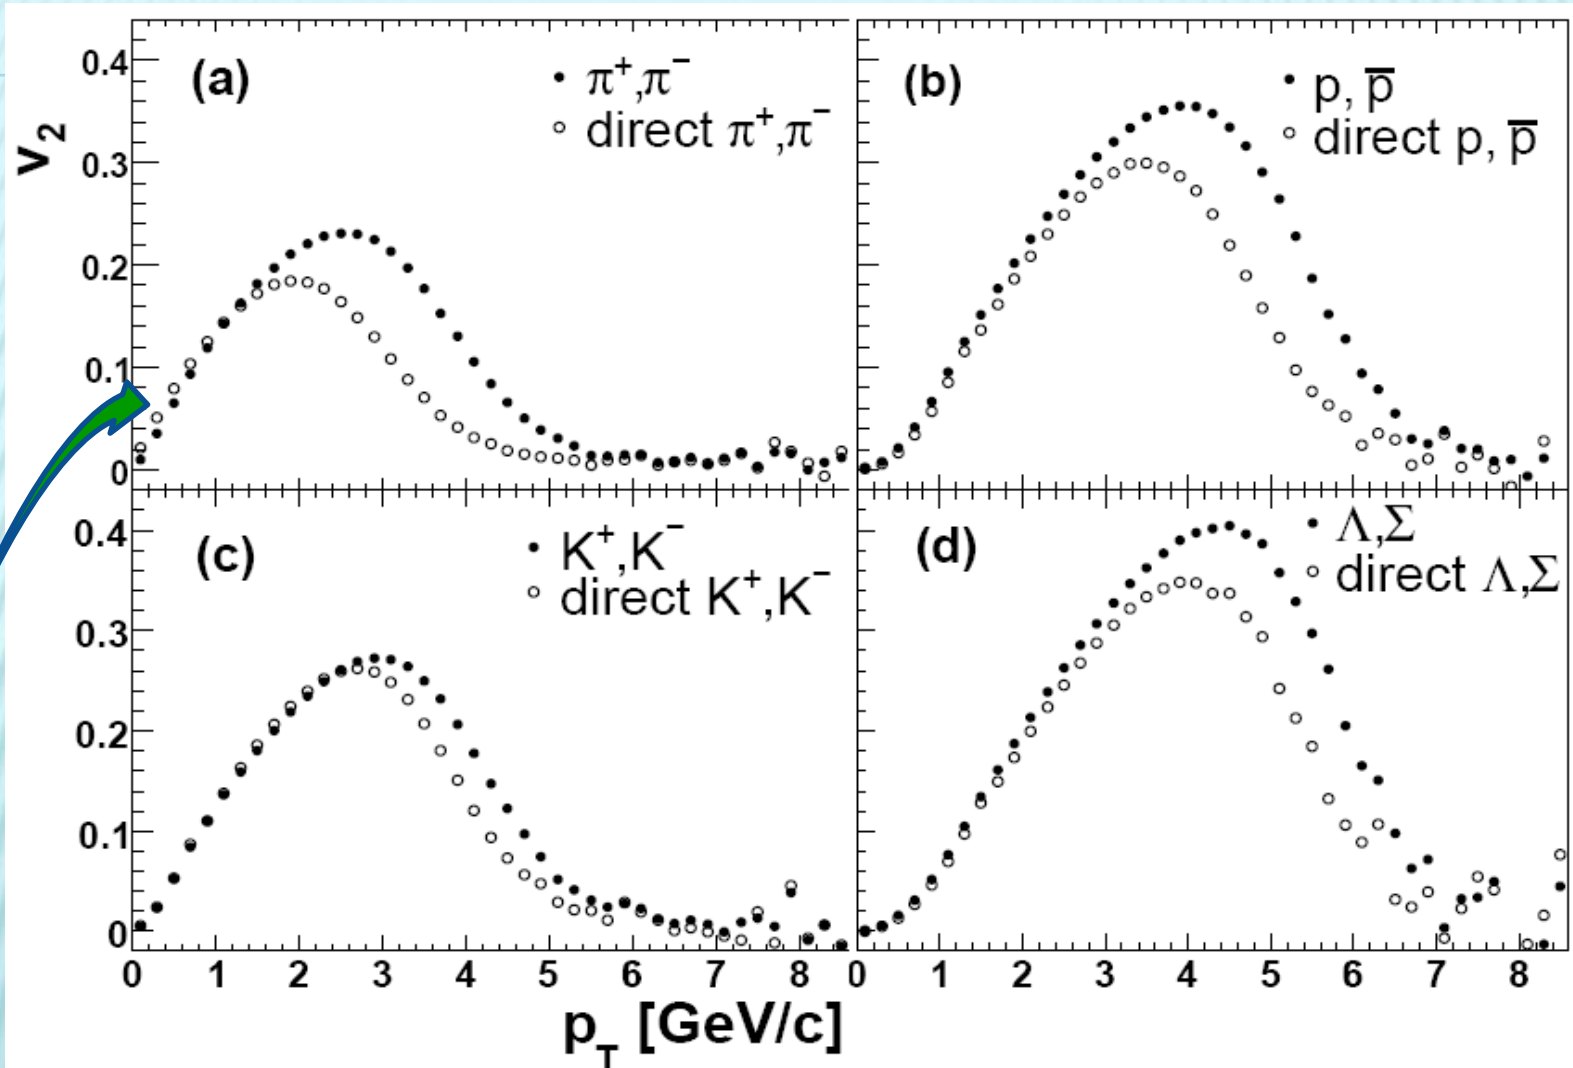 (a)
π⁺,π⁻
direct π⁺,π⁻
v₂
0.4
0.3
0.2
0.1
0
(b)
p, p̅
direct p, p̅
(c)
K⁺,K⁻
direct K⁺,K⁻
0.4
0.3
0.2
0.1
0
(d)
Λ,Σ
direct Λ,Σ
0 1 2 3 4 5 6 7 8
0 1 2 3 4 5 6 7 8
p_T [GeV/c]